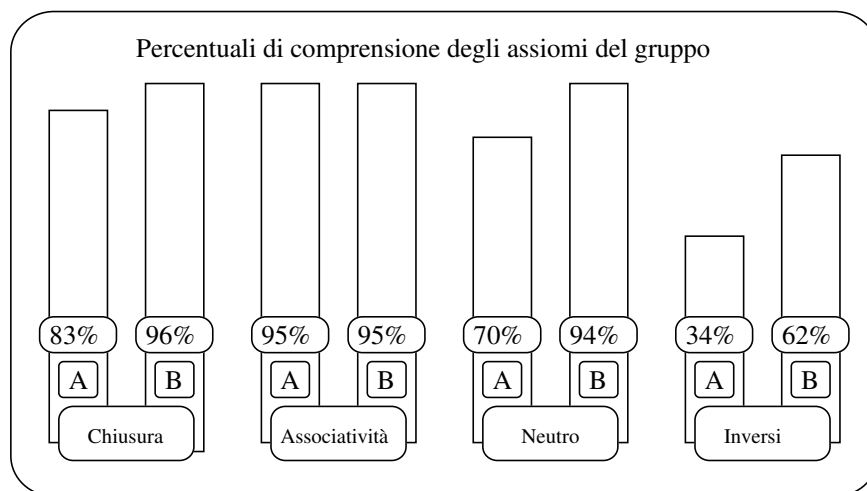 Percentuali di comprensione degli assiomi del gruppo
83% 96% 95% 95% 70% 94% 34% 62%
A B A B A B A B
Chiusura Associatività Neutro Inversi